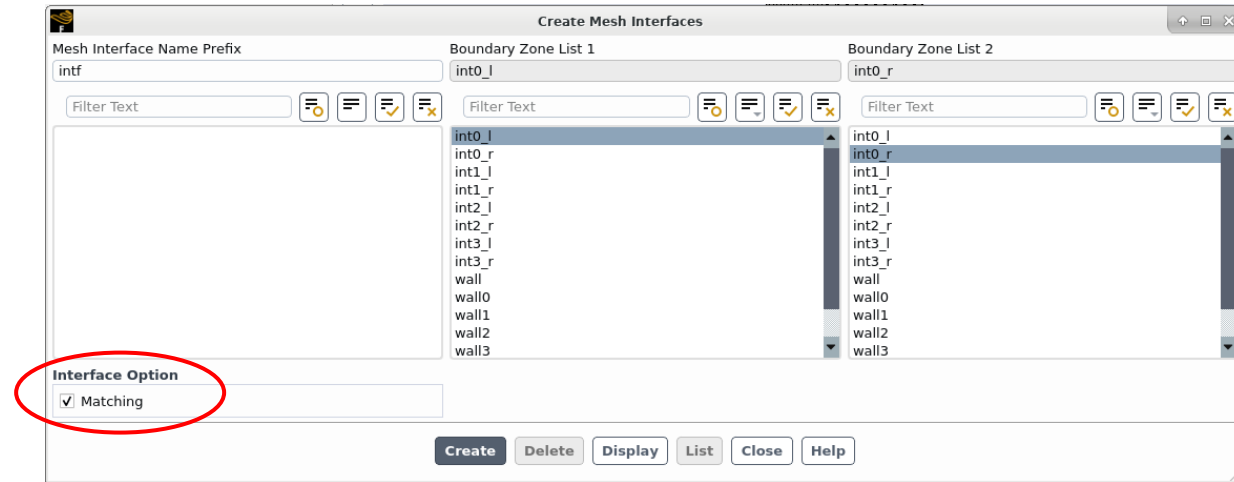 Create Mesh Interfaces
Mesh Interface Name Prefix
intf
Filter Text
Boundary Zone List 1
int0_l
Filter Text
int0_l
int0_r
int1_l
int1_r
int2_l
int2_r
int3_l
int3_r
wall
wall0
wall1
wall2
wall3
Boundary Zone List 2
int0_r
Filter Text
int0_l
int0_r
int1_l
int1_r
int2_l
int2_r
int3_l
int3_r
wall
wall0
wall1
wall2
wall3
Interface Option
Matching
Create Delete Display List Close Help